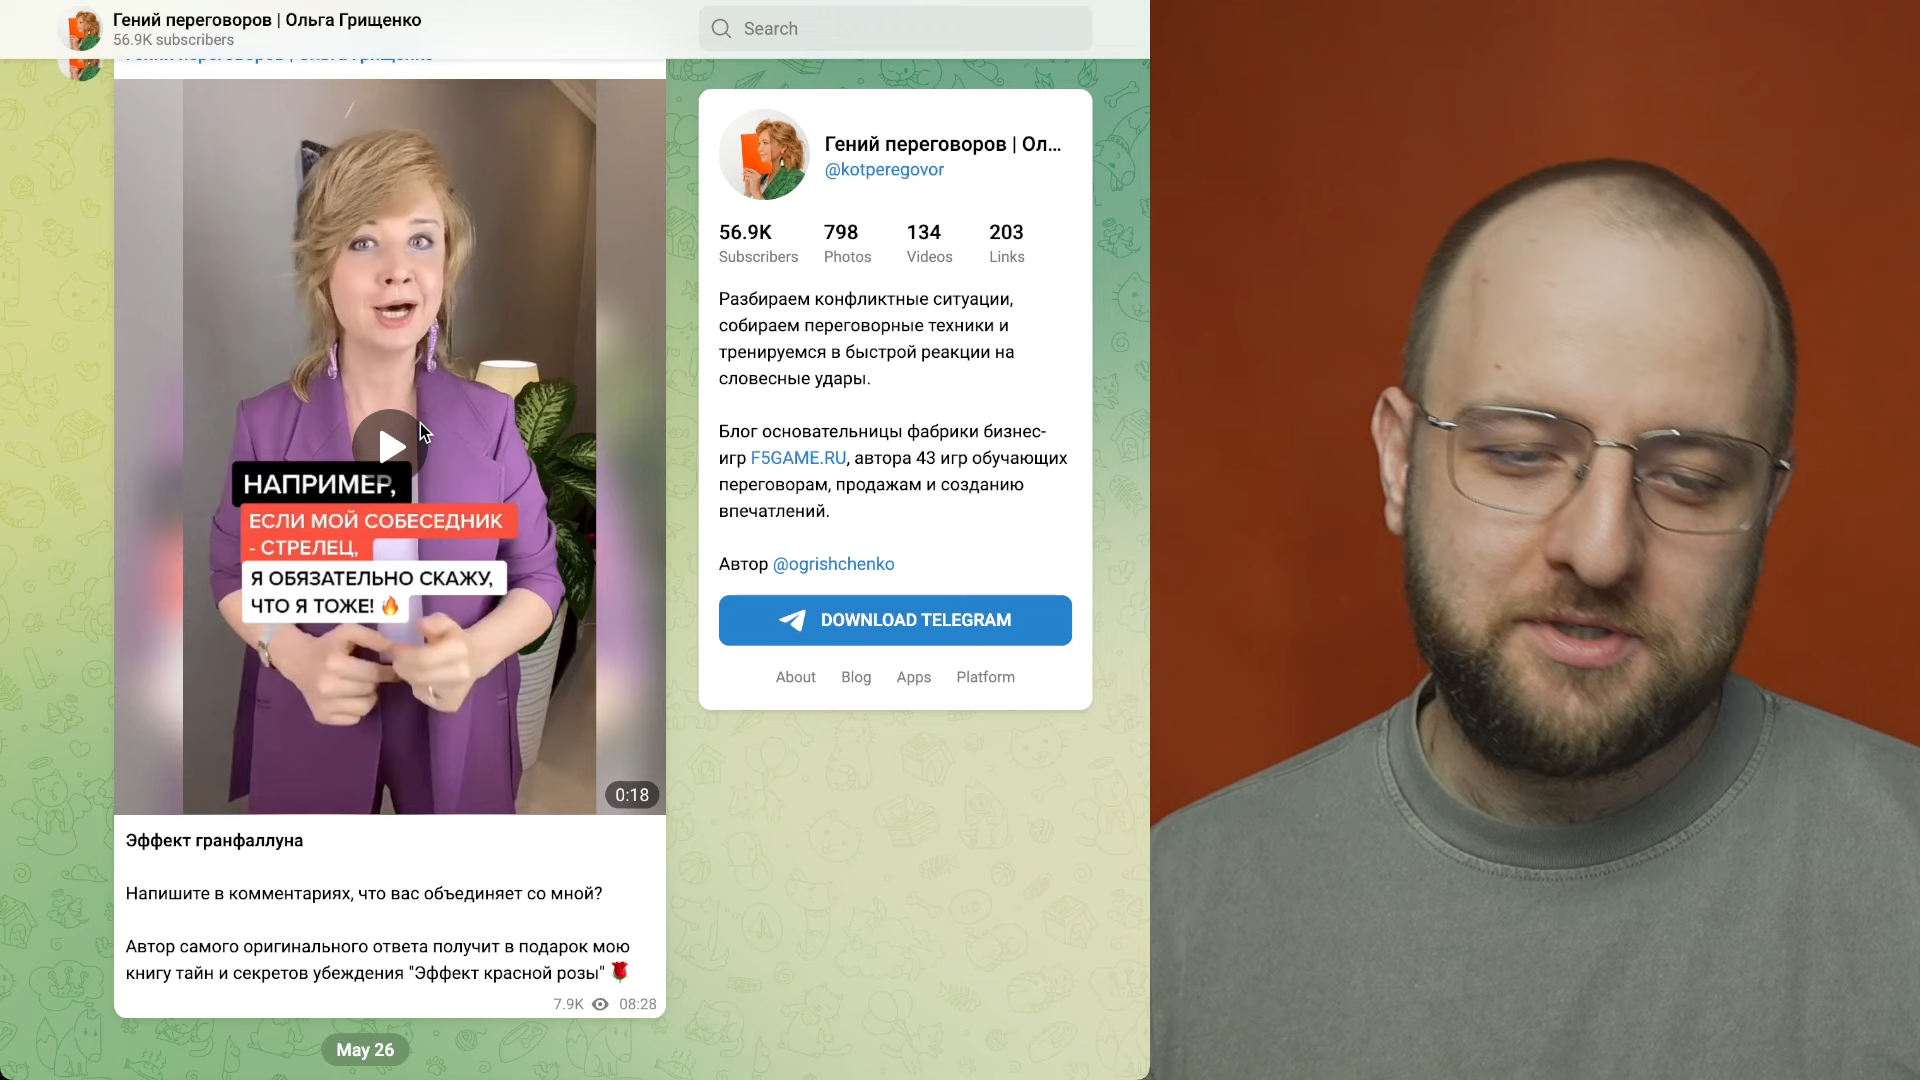 Гений переговоров | Ольга Грищенко
56.9K subscribers
Search
Гений переговоров | Ольга Грищенко
НАПРИМЕР,
ЕСЛИ МОЙ СОБЕСЕДНИК
- СТРЕЛЕЦ,
Я ОБЯЗАТЕЛЬНО СКАЖУ,
ЧТО Я ТОЖЕ! 🔥
0:18
Эффект гранфаллуна
Напишите в комментариях, что вас объединяет со мной?
Автор самого оригинального ответа получит в подарок мою
книгу тайн и секретов убеждения "Эффект красной розы" 🌹
7.9K 08:28
May 26
Гений переговоров | Ол...
@kotperegovor
56.9K 798 134 203
Subscribers Photos Videos Links
Разбираем конфликтные ситуации,
собираем переговорные техники и
тренируемся в быстрой реакции на
словесные удары.
Блог основательницы фабрики бизнес-
игр F5GAME.RU, автора 43 игр обучающих
переговорам, продажам и созданию
впечатлений.
Автор @ogrishchenko
DOWNLOAD TELEGRAM
About Blog Apps Platform